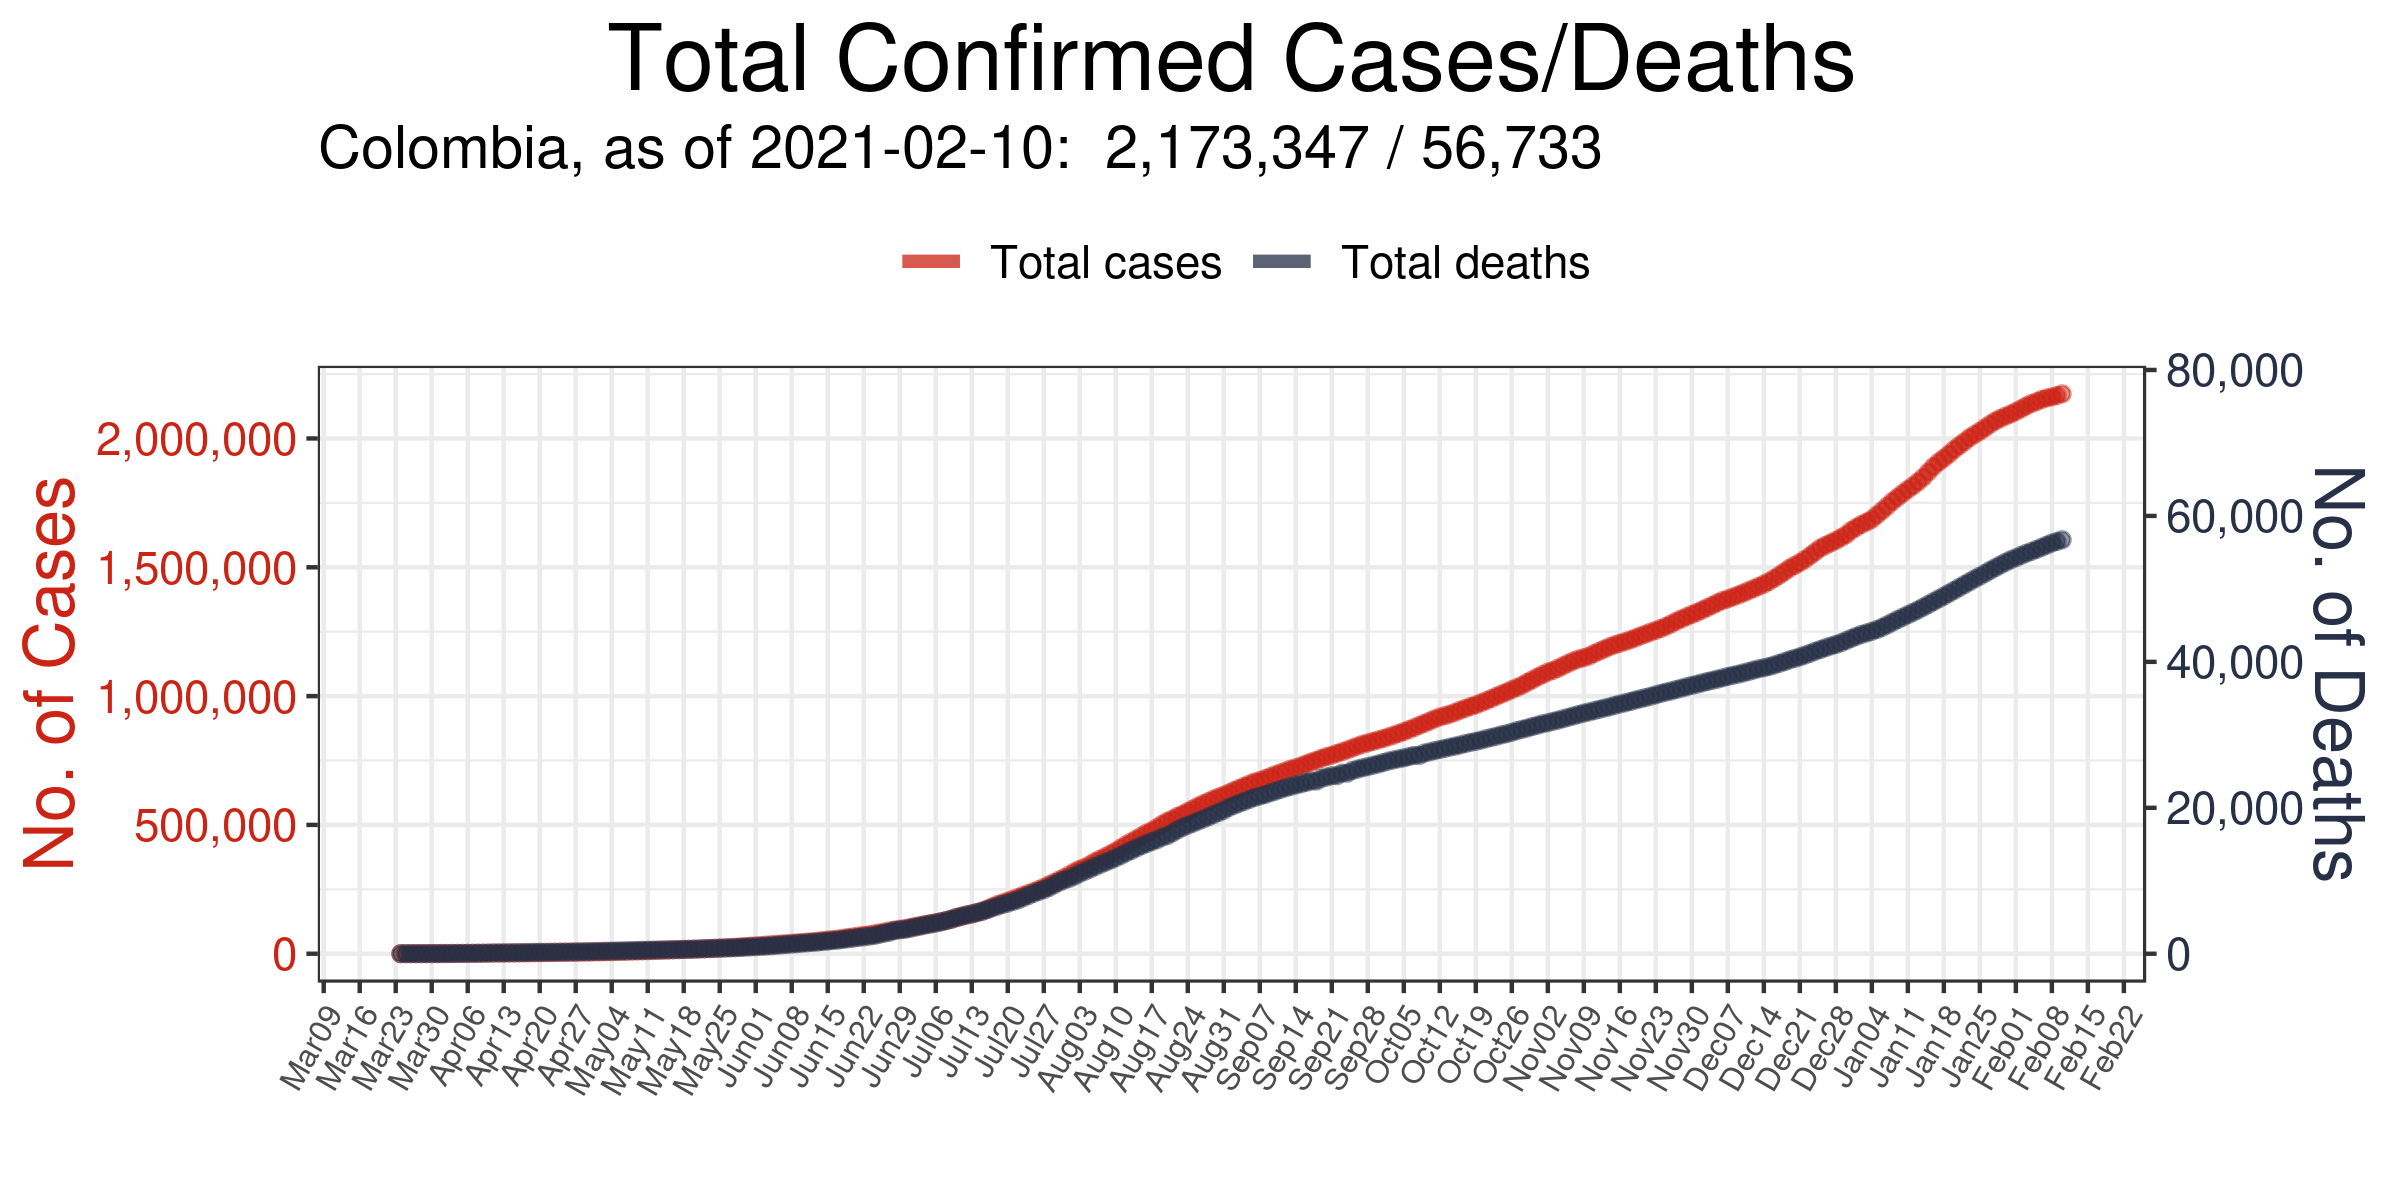 Total Confirmed Cases/Deaths
Colombia, as of 2021-02-10:  2,173,347 / 56,733
Total cases
Total deaths
No. of Cases
2,000,000
1,500,000
1,000,000
500,000
0
80,000
60,000
40,000
20,000
0
No. of Deaths
Mar09
Mar16
Mar23
Mar30
Apr06
Apr13
Apr20
Apr27
May04
May11
May18
May25
Jun01
Jun08
Jun15
Jun22
Jun29
Jul06
Jul13
Jul20
Jul27
Aug03
Aug10
Aug17
Aug24
Aug31
Sep07
Sep14
Sep21
Sep28
Oct05
Oct12
Oct19
Oct26
Nov02
Nov09
Nov16
Nov23
Nov30
Dec07
Dec14
Dec21
Dec28
Jan04
Jan11
Jan18
Jan25
Feb01
Feb08
Feb15
Feb22